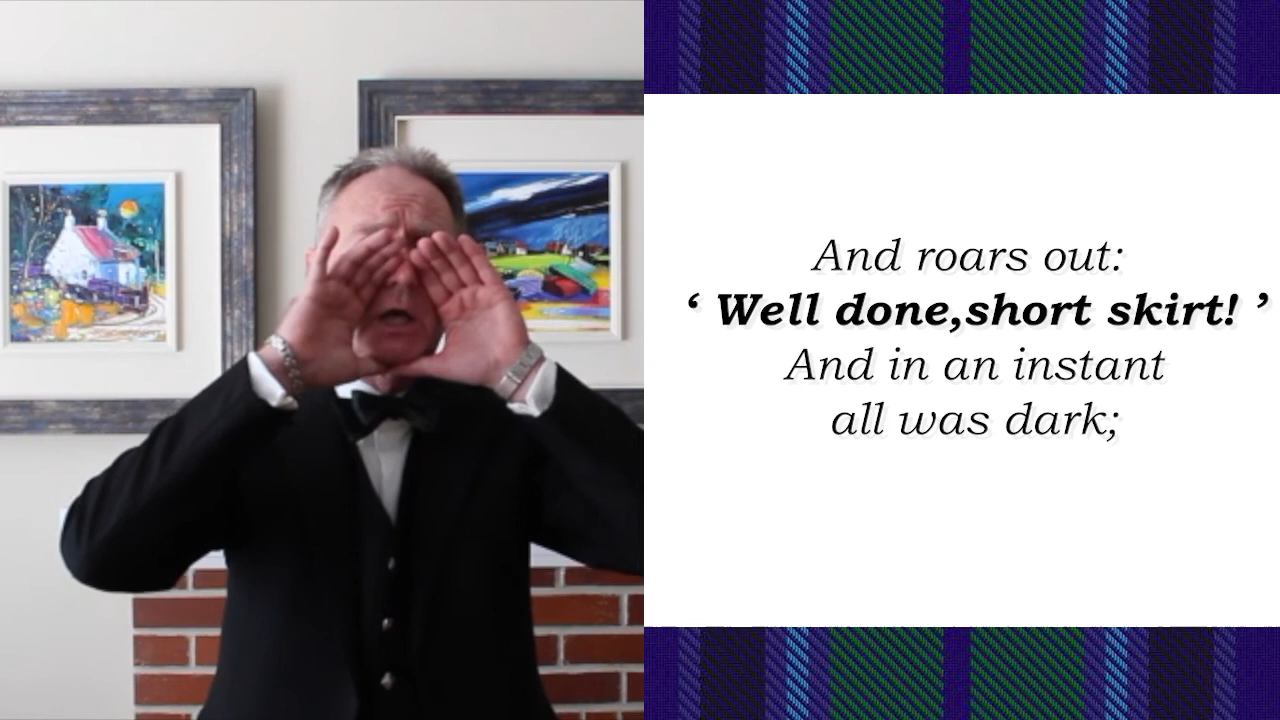 And roars out:
‘ Well done,short skirt! ’
And in an instant
all was dark;